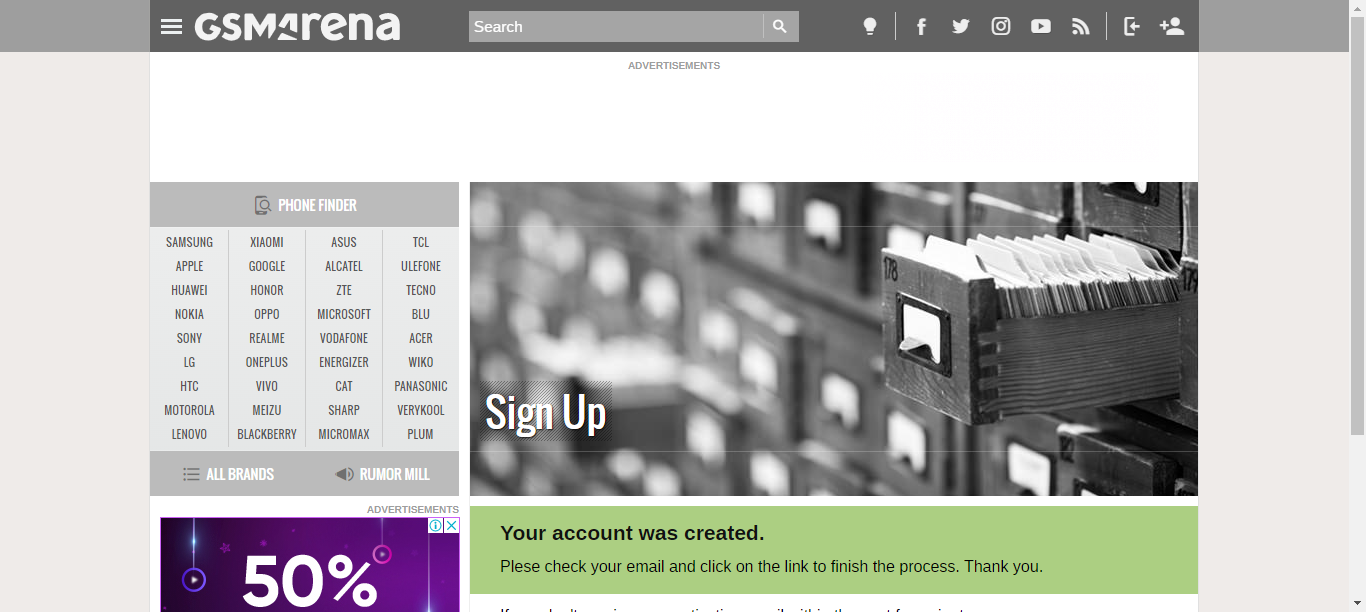 GSMArena
Search
ADVERTISEMENTS
PHONE FINDER
SAMSUNG XIAOMI ASUS TCL
APPLE GOOGLE ALCATEL ULEFONE
HUAWEI HONOR ZTE TECNO
NOKIA OPPO MICROSOFT BLU
SONY REALME VODAFONE ACER
LG ONEPLUS ENERGIZER WIKO
HTC VIVO CAT PANASONIC
MOTOROLA MEIZU SHARP VERYKOOL
LENOVO BLACKBERRY MICROMAX PLUM
ALL BRANDS RUMOR MILL
178
Sign Up
ADVERTISEMENTS
50%
Your account was created.
Plese check your email and click on the link to finish the process. Thank you.